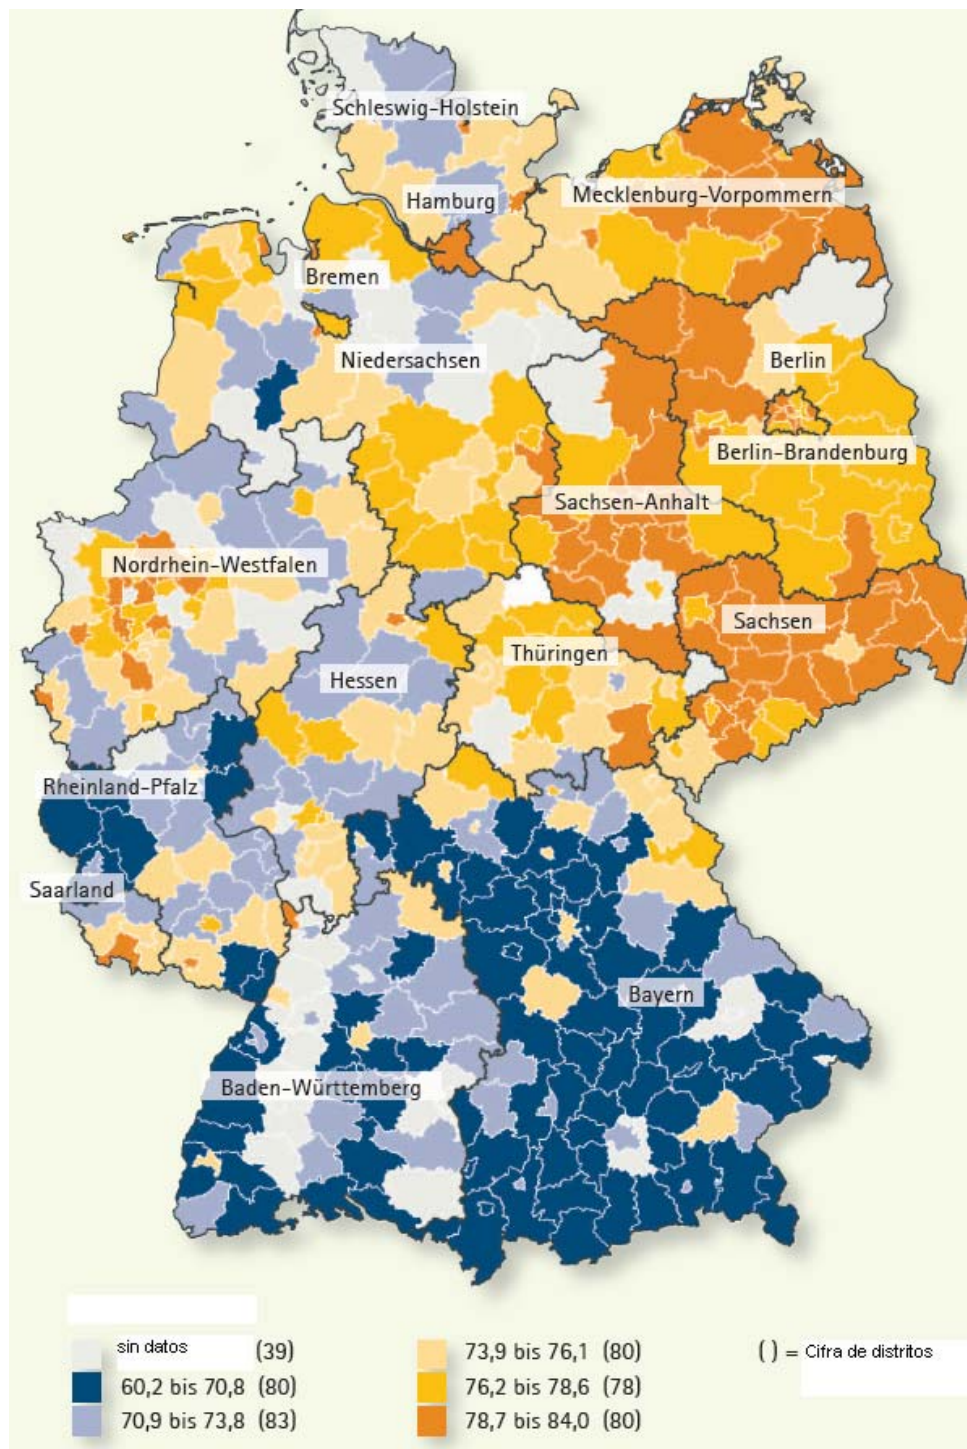 Schleswig-Holstein
Mecklenburg-Vorpommern
Hamburg
Bremen
Niedersachsen
Berlin
Berlin-Brandenburg
Sachsen-Anhalt
Nordrhein-Westfalen
Sachsen
Thüringen
Hessen
Rheinland-Pfalz
Saarland
Bayern
Baden-Württemberg
sin datos (39)
60,2 bis 70,8 (80)
70,9 bis 73,8 (83)
73,9 bis 76,1 (80)
76,2 bis 78,6 (78)
78,7 bis 84,0 (80)
( ) = Cifra de distritos